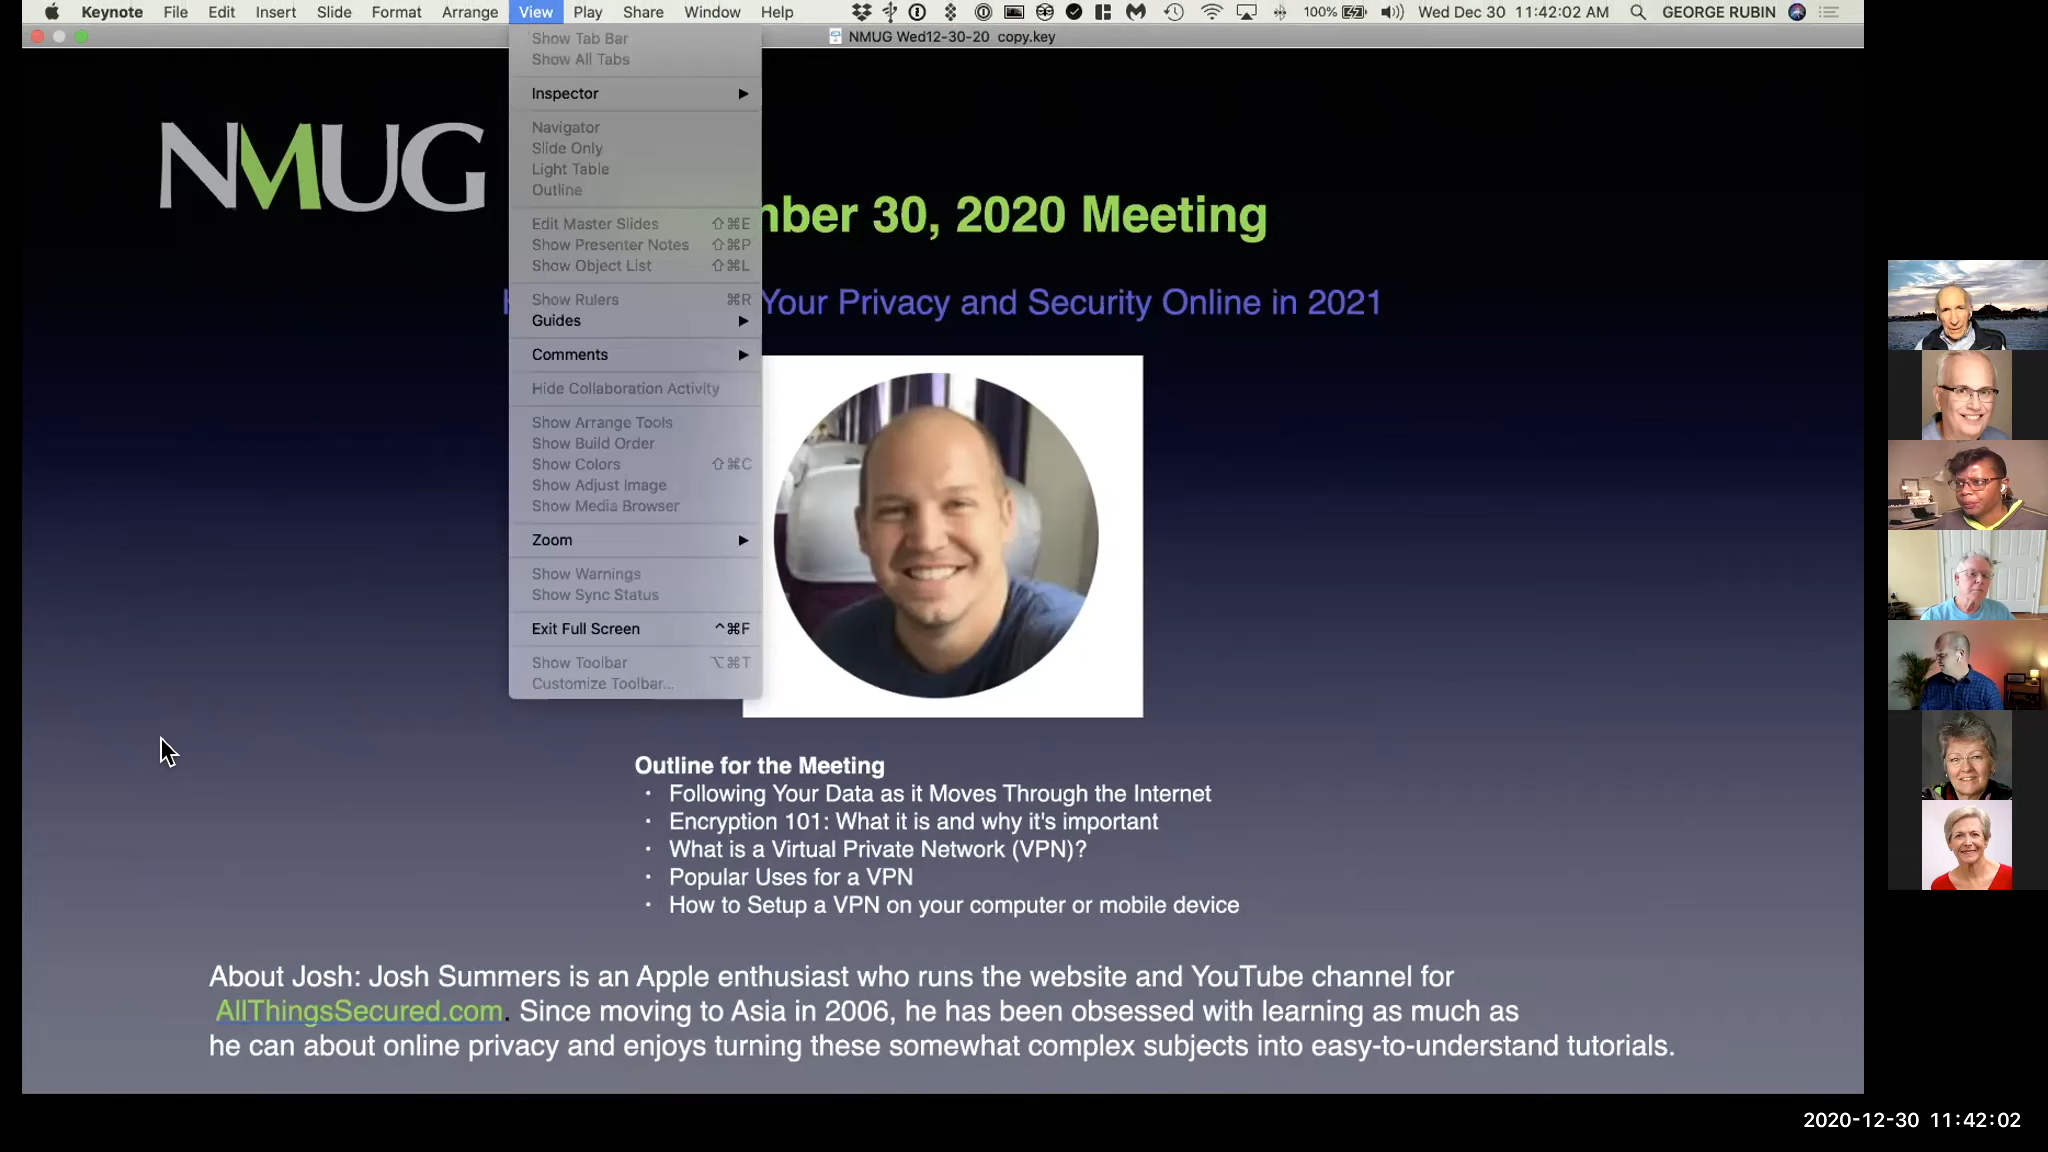 Keynote File Edit Insert Slide Format Arrange View Play Share Window Help 100% Wed Dec 30 11:42:02 AM GEORGE RUBIN
NMUG Wed12-30-20 copy.key
Show Tab Bar
Show All Tabs
Inspector
Navigator
Slide Only
Light Table
Outline
Edit Master Slides ⇧⌘E
Show Presenter Notes ⇧⌘P
Show Object List ⇧⌘L
Show Rulers ⌘R
Guides
Comments
Hide Collaboration Activity
Show Arrange Tools
Show Build Order
Show Colors ⇧⌘C
Show Adjust Image
Show Media Browser
Zoom
Show Warnings
Show Sync Status
Exit Full Screen ^⌘F
Show Toolbar ⌥⌘T
Customize Toolbar...
NMUG
mber 30, 2020 Meeting
Your Privacy and Security Online in 2021
Outline for the Meeting
· Following Your Data as it Moves Through the Internet
· Encryption 101: What it is and why it's important
· What is a Virtual Private Network (VPN)?
· Popular Uses for a VPN
· How to Setup a VPN on your computer or mobile device
About Josh: Josh Summers is an Apple enthusiast who runs the website and YouTube channel for
AllThingsSecured.com. Since moving to Asia in 2006, he has been obsessed with learning as much as
he can about online privacy and enjoys turning these somewhat complex subjects into easy-to-understand tutorials.
2020-12-30 11:42:02